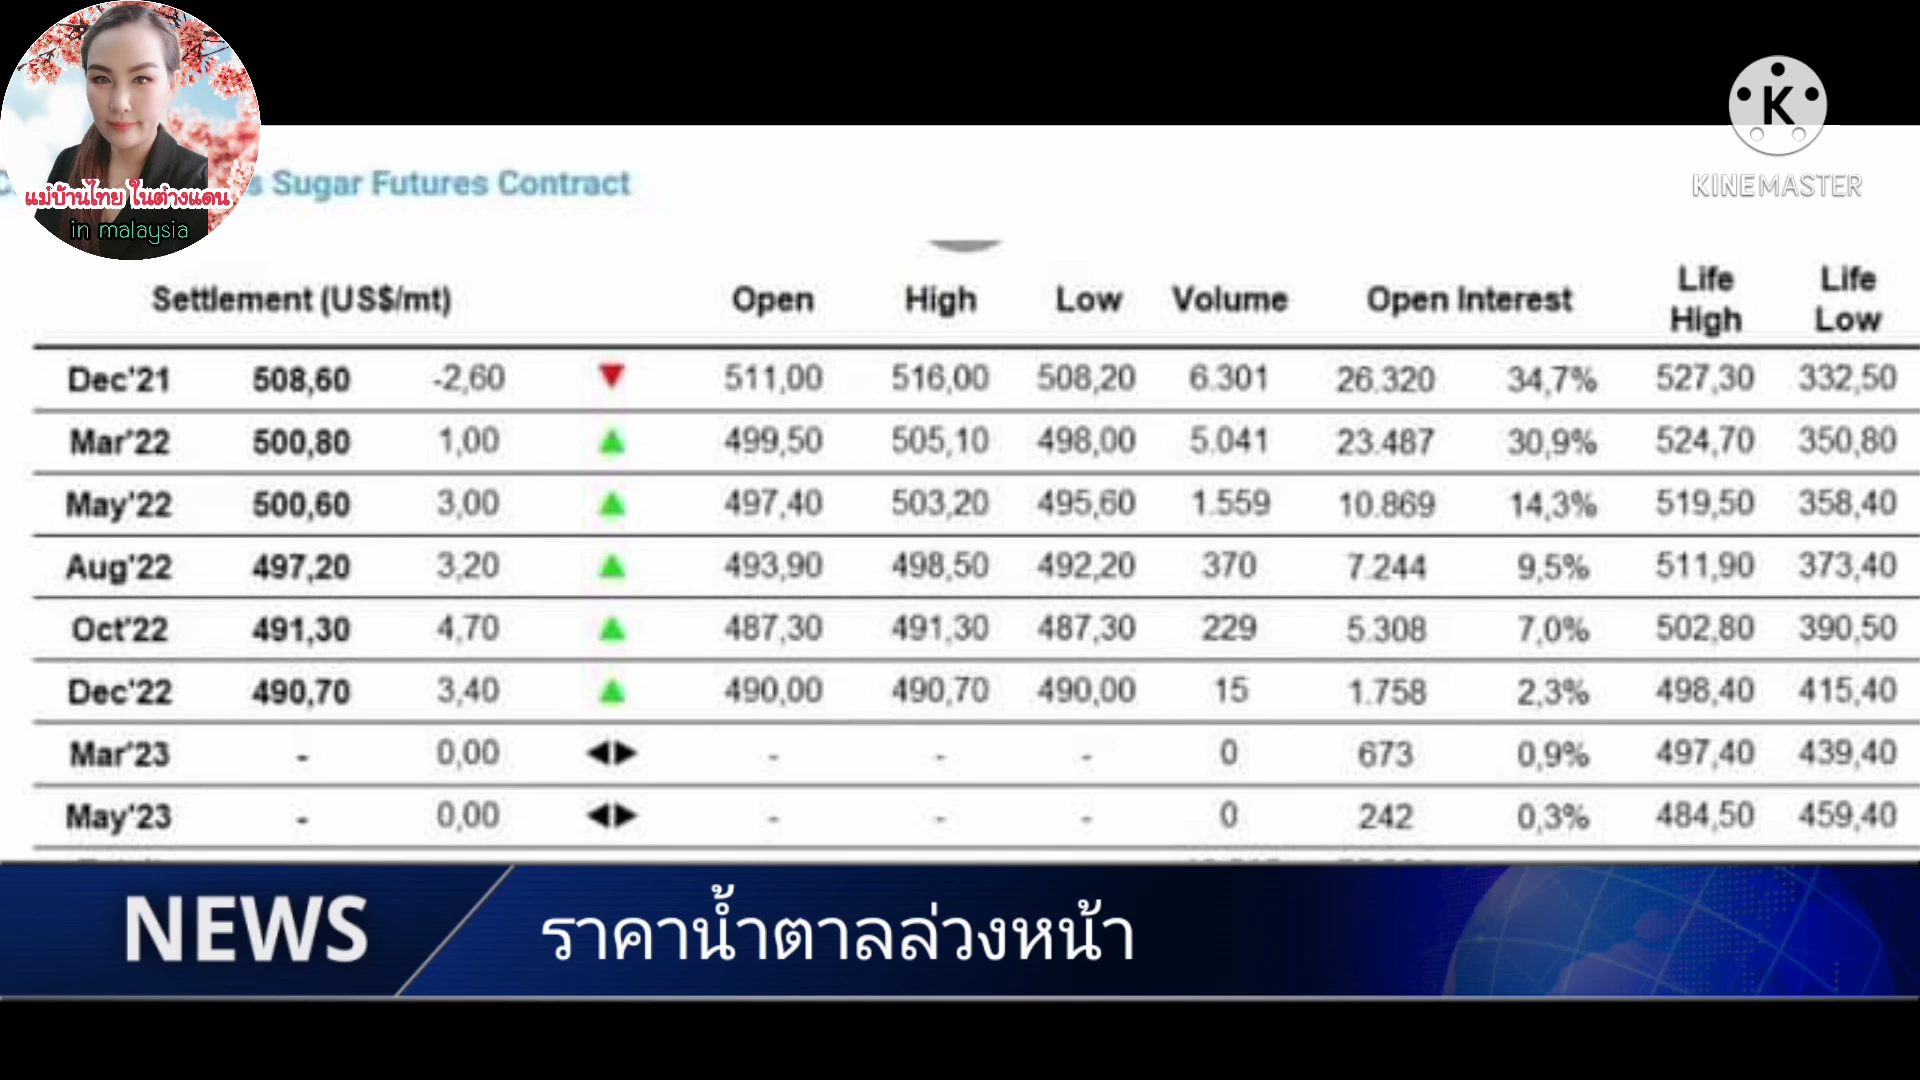 K
KINEMASTER
s Sugar Futures Contract
แม่บ้านไทย ในต่างแดน
in malaysia
Settlement (US$/mt) Open High Low Volume Open Interest Life High Life Low
Dec'21 508,60 -2,60 511,00 516,00 508,20 6.301 26.320 34,7% 527,30 332,50
Mar'22 500,80 1,00 499,50 505,10 498,00 5.041 23.487 30,9% 524,70 350,80
May'22 500,60 3,00 497,40 503,20 495,60 1.559 10.869 14,3% 519,50 358,40
Aug'22 497,20 3,20 493,90 498,50 492,20 370 7.244 9,5% 511,90 373,40
Oct'22 491,30 4,70 487,30 491,30 487,30 229 5.308 7,0% 502,80 390,50
Dec'22 490,70 3,40 490,00 490,70 490,00 15 1.758 2,3% 498,40 415,40
Mar'23 - 0,00 - - - 0 673 0,9% 497,40 439,40
May'23 - 0,00 - - - 0 242 0,3% 484,50 459,40
NEWS ราคาน้ำตาลล่วงหน้า